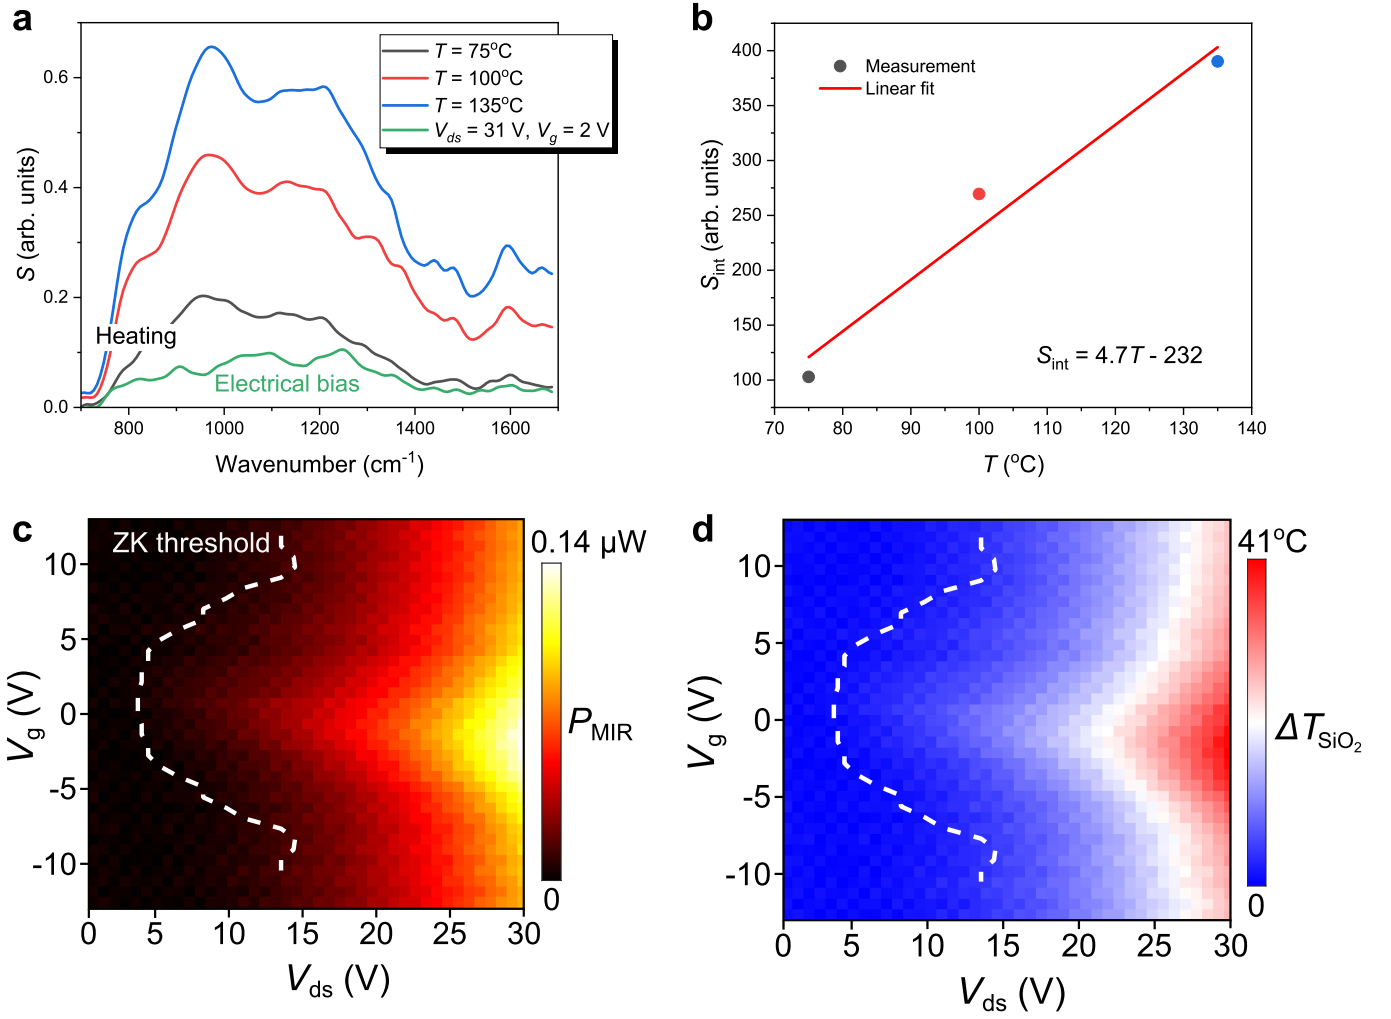 a
S (arb. units)
0.6
0.4
0.2
0.0
T = 75°C
T = 100°C
T = 135°C
Vds = 31 V, Vg = 2 V
Heating
Electrical bias
800 1000 1200 1400 1600
Wavenumber (cm-1)
b
Sint (arb. units)
400
350
300
250
200
150
100
Measurement
Linear fit
Sint = 4.7T - 232
70 80 90 100 110 120 130 140
T (°C)
c
Vg (V)
10
5
0
-5
-10
ZK threshold
0.14 μW
PMIR
0
0 5 10 15 20 25 30
Vds (V)
d
Vg (V)
10
5
0
-5
-10
41°C
ΔTSiO2
0
0 5 10 15 20 25 30
Vds (V)